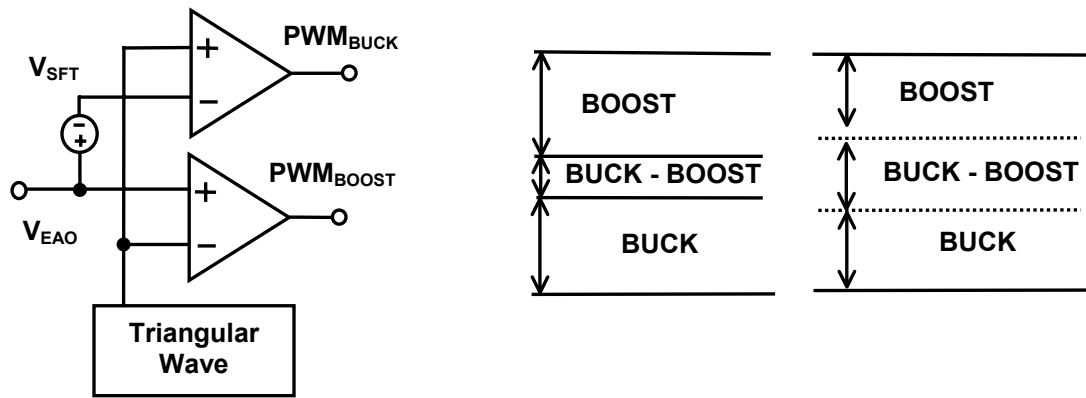 PWM_BUCK
V_SFT
+
−
−
+
PWM_BOOST
+
−
V_EAO
Triangular
Wave
BOOST
BUCK - BOOST
BUCK
BOOST
BUCK - BOOST
BUCK